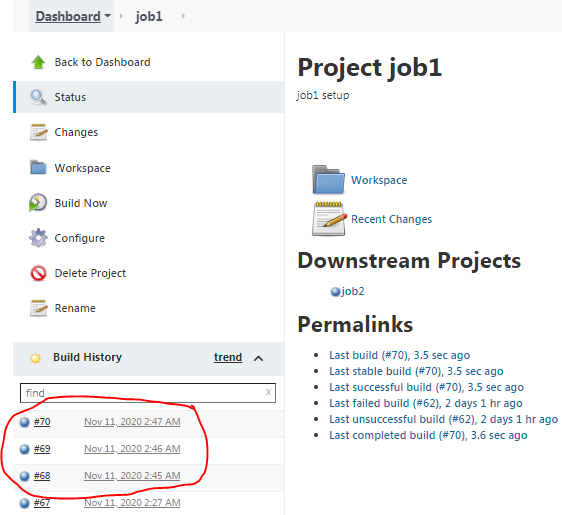 Dashboard job1
Back to Dashboard
Status
Changes
Workspace
Build Now
Configure
Delete Project
Rename
Build History trend
find X
#70 Nov 11, 2020 2:47 AM
#69 Nov 11, 2020 2:46 AM
#68 Nov 11, 2020 2:45 AM
#67 Nov 11, 2020 2:27 AM
Project job1
job1 setup
Workspace
Recent Changes
Downstream Projects
job2
Permalinks
Last build (#70), 3.5 sec ago
Last stable build (#70), 3.5 sec ago
Last successful build (#70), 3.5 sec ago
Last failed build (#62), 2 days 1 hr ago
Last unsuccessful build (#62), 2 days 1 hr ago
Last completed build (#70), 3.6 sec ago